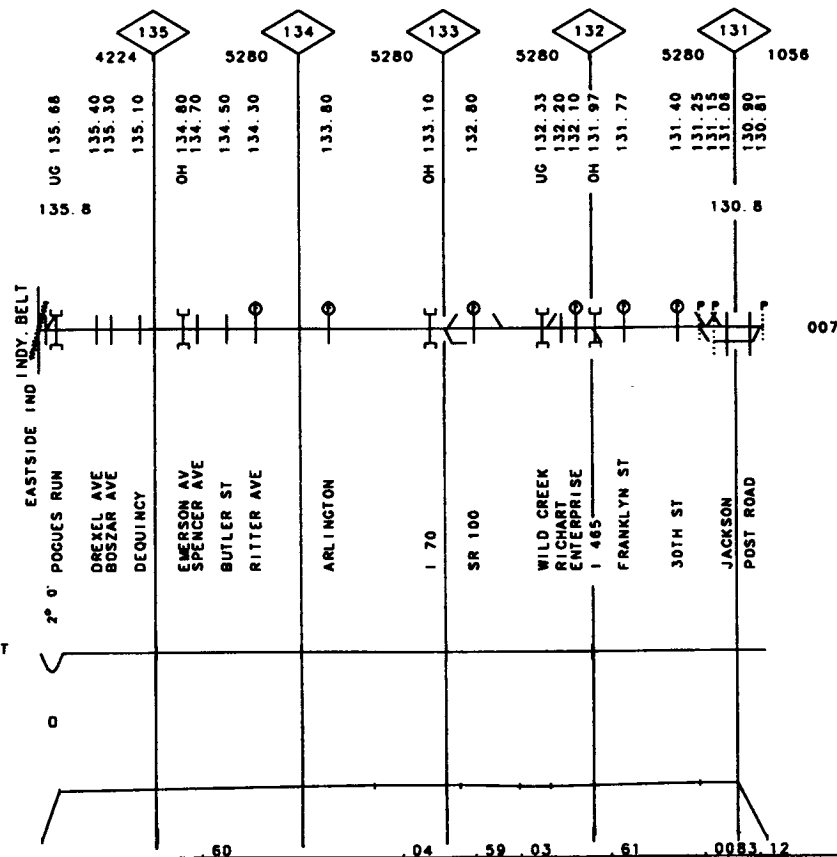 135 134 133 132 131
4224 5280 5280 5280 5280 1056
UG 135.68
135.40
135.30
135.10
OH 134.80
134.70
134.50
134.30
133.80
OH 133.10
132.80
UG 132.33
132.20
132.10
OH 131.97
131.77
131.40
131.25
131.15
131.08
130.90
130.81
135.8
130.8
P P P
007
EASTSIDE IND INDY. BELT
2° 0' POGUES RUN
DREXEL AVE
BOSZAR AVE
DEQUINCY
EMERSON AV
SPENCER AVE
BUTLER ST
RITTER AVE
ARLINGTON
I 70
SR 100
WILD CREEK
RICHART
ENTERPRISE
I 465
FRANKLYN ST
30TH ST
JACKSON
POST ROAD
T
0
.60 .04 .59 .03 .61 .0083.12